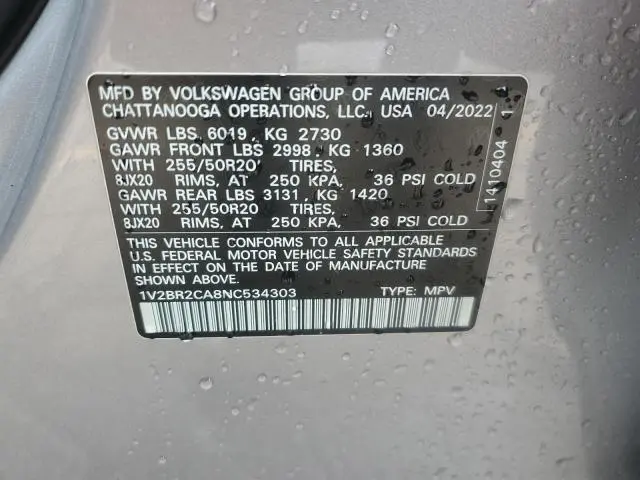 MFD BY VOLKSWAGEN GROUP OF AMERICA
CHATTANOOGA OPERATIONS, LLC., USA 04/2022
GVWR LBS. 6019 , KG 2730
GAWR FRONT LBS 2998 , KG 1360
WITH 255/50R20 TIRES,
8JX20 RIMS, AT 250 KPA, 36 PSI COLD
GAWR REAR LBS 3131 , KG 1420
WITH 255/50R20 TIRES,
8JX20 RIMS, AT 250 KPA, 36 PSI COLD
THIS VEHICLE CONFORMS TO ALL APPLICABLE
U.S. FEDERAL MOTOR VEHICLE SAFETY STANDARDS
IN EFFECT ON THE DATE OF MANUFACTURE
SHOWN ABOVE.
1V2BR2CA8NC534303 TYPE: MPV
1410404 1